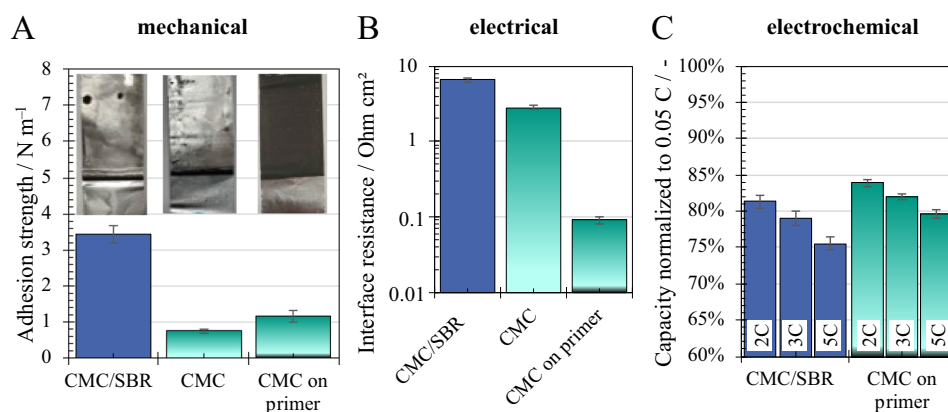 A
mechanical
Adhesion strength / N m⁻¹
8
7
6
5
4
3
2
1
0
CMC/SBR
CMC
CMC on
primer
B
electrical
Interface resistance / Ohm cm²
10
1
0.1
0.01
CMC/SBR
CMC
CMC on primer
C
electrochemical
Capacity normalized to 0.05 C / -
100%
95%
90%
85%
80%
75%
70%
65%
60%
2C
3C
5C
2C
3C
5C
CMC/SBR
CMC on
primer